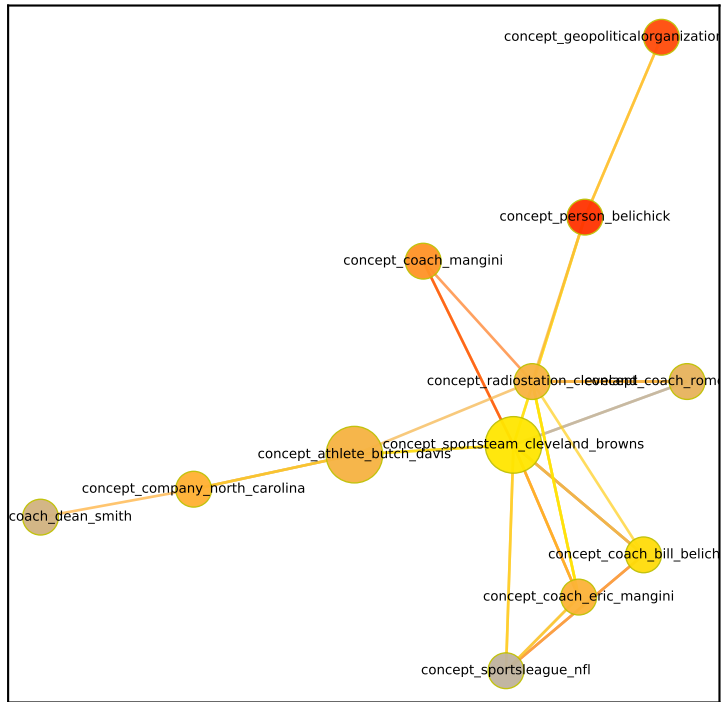 concept_geopoliticalorganization
concept_person_belichick
concept_coach_mangini
concept_radiostation_cleveland
concept_coach_rome
concept_sportsteam_cleveland_browns
concept_athlete_butch_davis
concept_company_north_carolina
coach_dean_smith
concept_coach_bill_belich
concept_coach_eric_mangini
concept_sportsleague_nfl